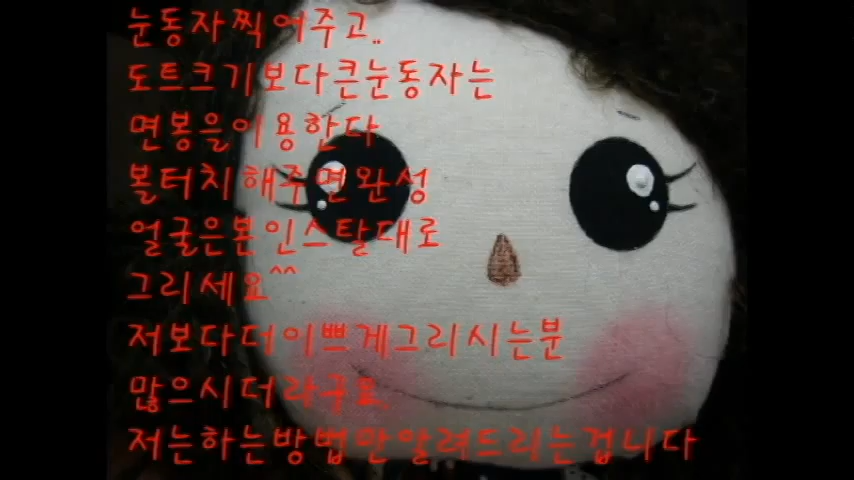 눈동자찍어주고..
도트크기보다큰눈동자는
면봉을이용한다
볼터치해주면완성
얼굴은본인스탈대로
그리세요^^
저보다더이쁘게그리시는분
많으시더라구요.
저는하는방법만알려드리는겁니다